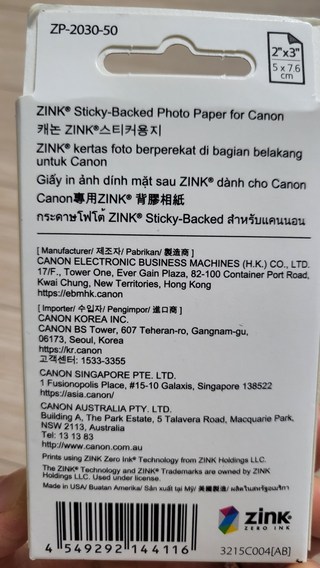 ZP-2030-50
2"x3"
5 x 7.6
cm
ZINK® Sticky-Backed Photo Paper for Canon
캐논 ZINK®스티커용지
ZINK® kertas foto berperekat di bagian belakang
untuk Canon
Giấy in ảnh dính mặt sau ZINK® dành cho Canon
Canon專用ZINK® 背膠相紙
กระดาษโฟโต้ ZINK® Sticky-Backed สำหรับแคนนอน
[ Manufacturer/ 제조자/ Pabrikan/ 製造商 ]
CANON ELECTRONIC BUSINESS MACHINES (H.K.) CO., LTD.
17/F., Tower One, Ever Gain Plaza, 82-100 Container Port Road,
Kwai Chung, New Territories, Hong Kong
https://ebmhk.canon
[ Importer/ 수입자/ Pengimpor/ 進口商 ]
CANON KOREA INC.
CANON BS Tower, 607 Teheran-ro, Gangnam-gu,
06173, Seoul, Korea
https://kr.canon
고객센터: 1533-3355
CANON SINGAPORE PTE. LTD.
1 Fusionopolis Place, #15-10 Galaxis, Singapore 138522
https://asia.canon/
CANON AUSTRALIA PTY. LTD.
Building A, The Park Estate, 5 Talavera Road, Macquarie Park,
NSW 2113, Australia
Tel: 13 13 83
http://www.canon.com.au
Prints using ZINK Zero Ink® Technology from ZINK Holdings LLC.
The ZINK® Technology and ZINK® Trademarks are owned by ZINK
Holdings LLC. Used under license.
Made in USA/ Buatan Amerika/ Sản xuất tại Mỹ/ 美國製造/ ผลิตในสหรัฐอเมริกา
zink®
ZERO INK
4 549292 144116
3215C004[AB]